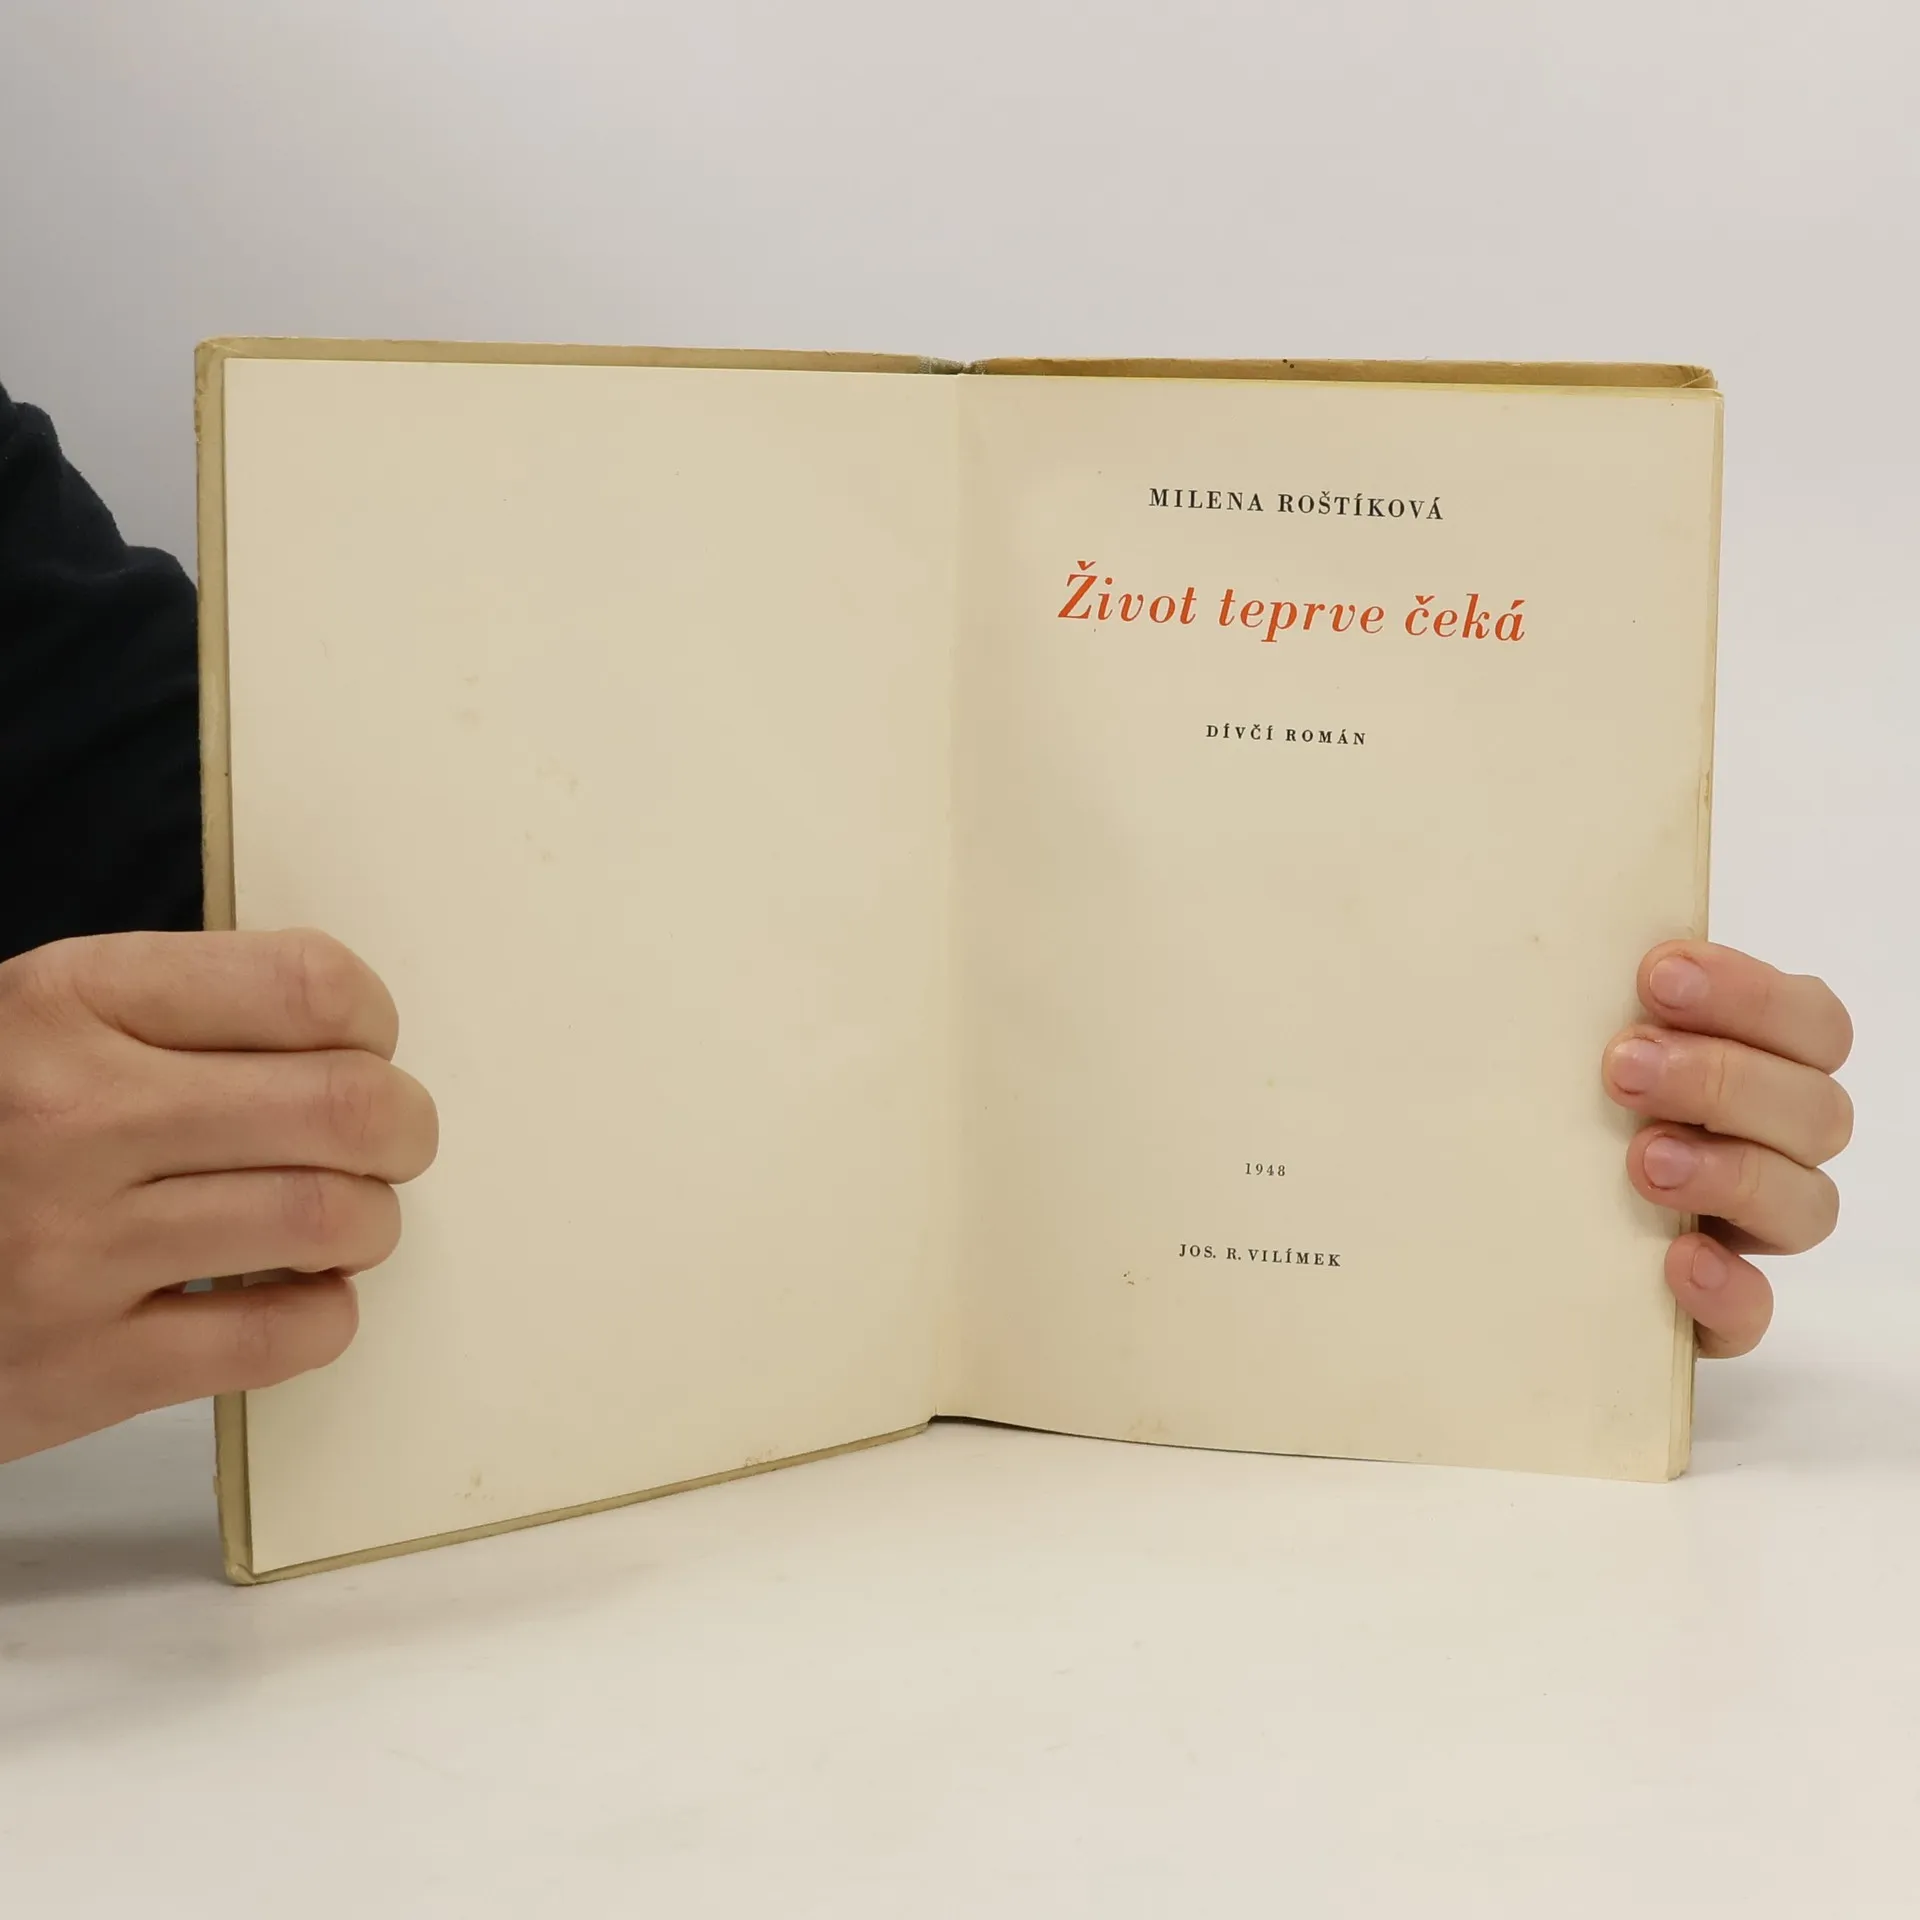 MILENA ROŠTÍKOVÁ
Život teprve čeká
DÍVČÍ ROMÁN
1948
JOS. R. VILÍMEK